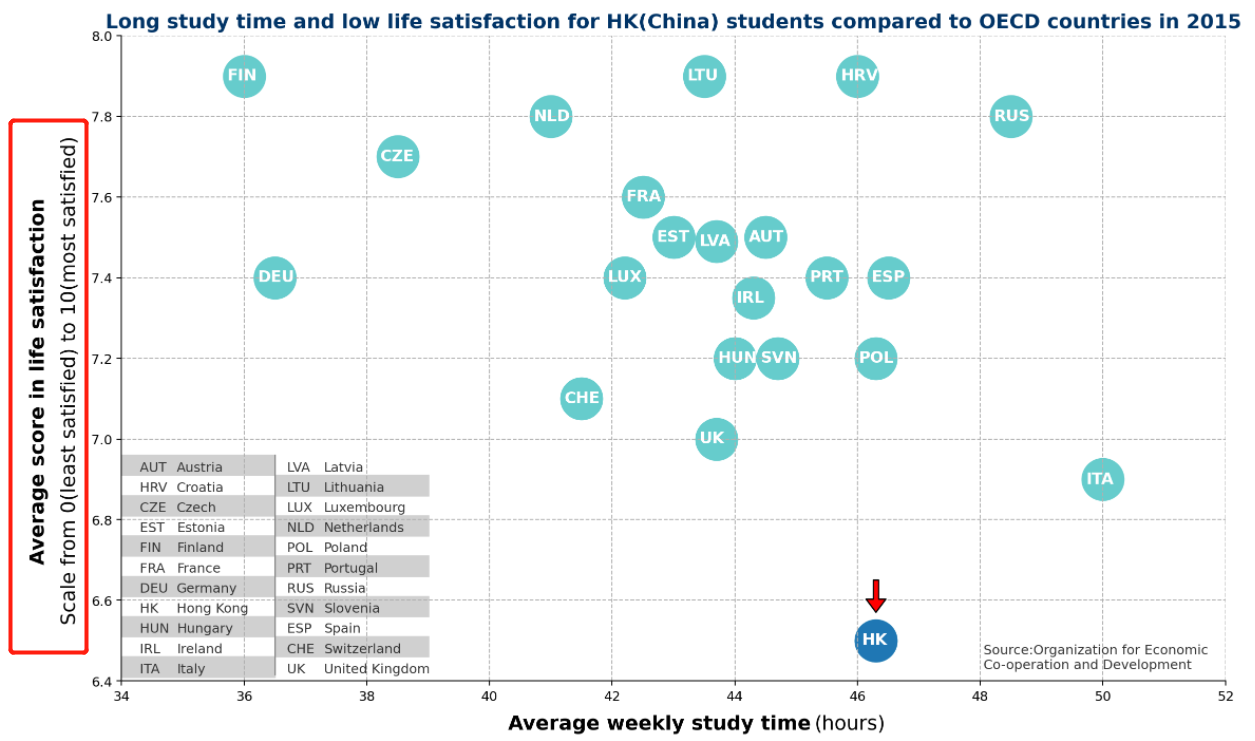 Long study time and low life satisfaction for HK(China) students compared to OECD countries in 2015
Average score in life satisfaction
Scale from 0(least satisfied) to 10(most satisfied)
8.0
7.8
7.6
7.4
7.2
7.0
6.8
6.6
6.4
FIN
LTU
HRV
NLD
RUS
CZE
FRA
EST
LVA
AUT
DEU
LUX
PRT
ESP
IRL
HUN
SVN
POL
CHE
UK
ITA
HK
AUT Austria
HRV Croatia
CZE Czech
EST Estonia
FIN Finland
FRA France
DEU Germany
HK Hong Kong
HUN Hungary
IRL Ireland
ITA Italy
LVA Latvia
LTU Lithuania
LUX Luxembourg
NLD Netherlands
POL Poland
PRT Portugal
RUS Russia
SVN Slovenia
ESP Spain
CHE Switzerland
UK United Kingdom
Source:Organization for Economic
Co-operation and Development
34 36 38 40 42 44 46 48 50 52
Average weekly study time (hours)